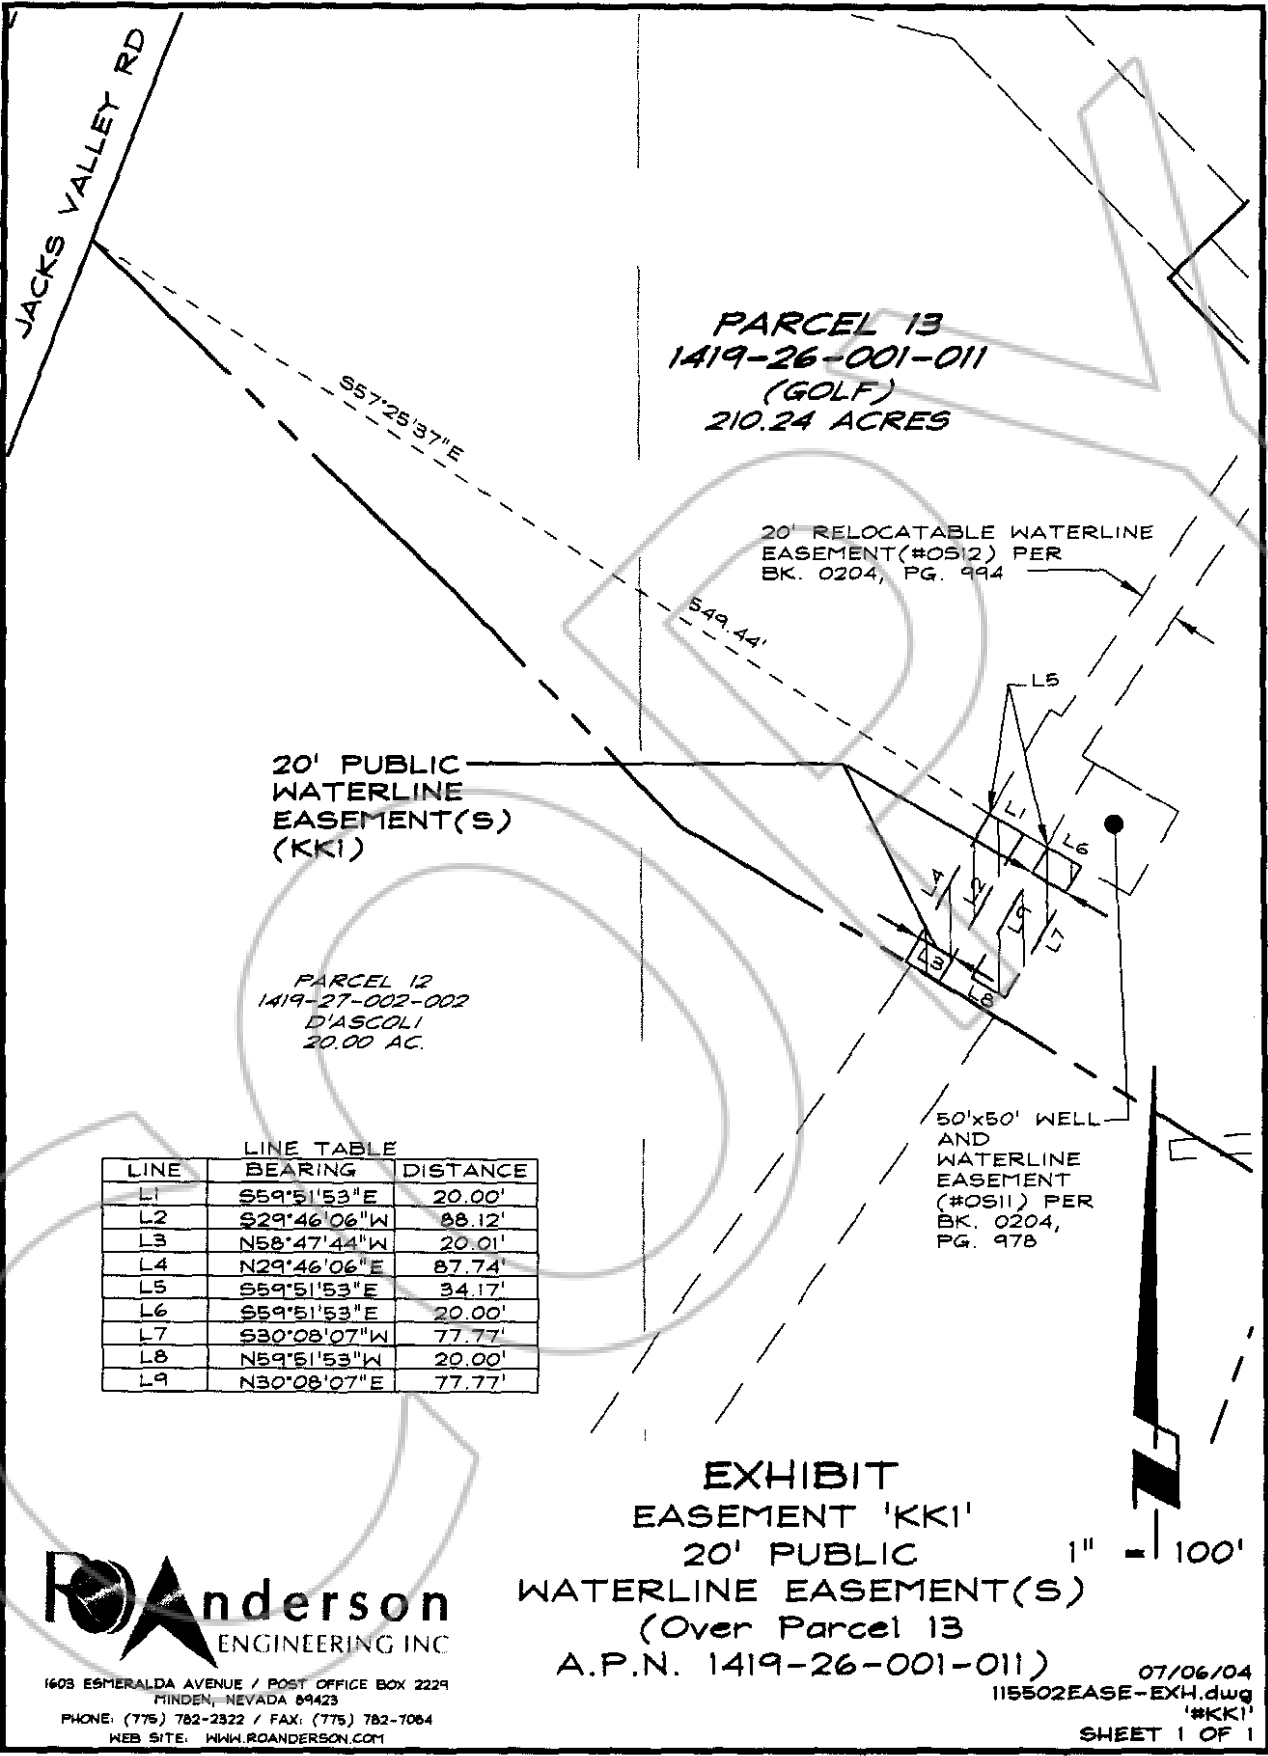 JACKS VALLEY RD
PARCEL 13
1419-26-001-011
(GOLF)
210.24 ACRES
S57°25'37"E
20' RELOCATABLE WATERLINE
EASEMENT(#OS12) PER
BK. 0204, PG. 994
549.44'
L5
20' PUBLIC
WATERLINE
EASEMENT(S)
(KK1)
L1
L6
L4
L2
L9
L7
L3
L8
PARCEL 12
1419-27-002-002
D'ASCOLI
20.00 AC.
50'x50' WELL
AND
WATERLINE
EASEMENT
(#OS11) PER
BK. 0204,
PG. 978
LINE TABLE
LINE BEARING DISTANCE
L1 S59°51'53"E 20.00'
L2 S29°46'06"W 88.12'
L3 N58°47'44"W 20.01'
L4 N29°46'06"E 87.74'
L5 S59°51'53"E 34.17'
L6 S59°51'53"E 20.00'
L7 S30°08'07"W 77.77'
L8 N59°51'53"W 20.00'
L9 N30°08'07"E 77.77'
EXHIBIT
EASEMENT 'KK1'
20' PUBLIC
WATERLINE EASEMENT(S)
(Over Parcel 13
A.P.N. 1419-26-001-011)
1" = 100'
ROAnderson
ENGINEERING INC
1603 ESMERALDA AVENUE / POST OFFICE BOX 2229
MINDEN, NEVADA 89423
PHONE: (775) 782-2322 / FAX: (775) 782-7084
WEB SITE: WWW.ROANDERSON.COM
07/06/04
115502EASE-EXH.dwg
'#KK1'
SHEET 1 OF 1
COPY